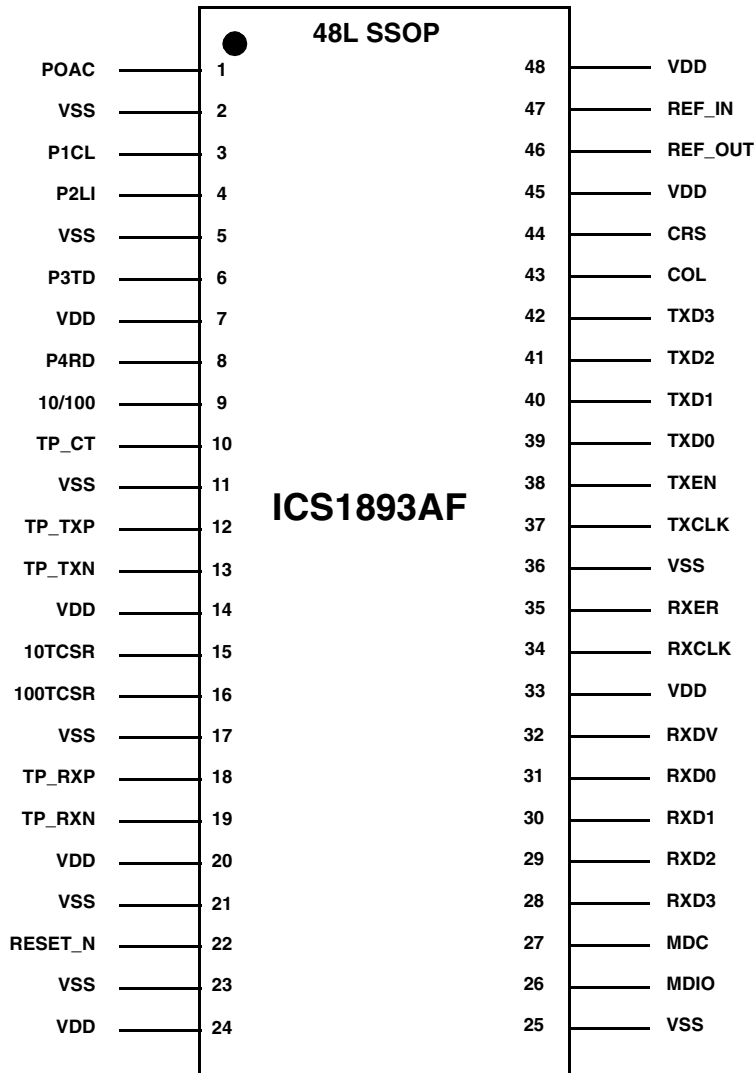 48L SSOP
POAC 1 48 VDD
VSS 2 47 REF_IN
P1CL 3 46 REF_OUT
P2LI 4 45 VDD
VSS 5 44 CRS
P3TD 6 43 COL
VDD 7 42 TXD3
P4RD 8 41 TXD2
10/100 9 40 TXD1
TP_CT 10 39 TXD0
VSS 11 38 TXEN
ICS1893AF
TP_TXP 12 37 TXCLK
TP_TXN 13 36 VSS
VDD 14 35 RXER
10TCSR 15 34 RXCLK
100TCSR 16 33 VDD
VSS 17 32 RXDV
TP_RXP 18 31 RXD0
TP_RXN 19 30 RXD1
VDD 20 29 RXD2
VSS 21 28 RXD3
RESET_N 22 27 MDC
VSS 23 26 MDIO
VDD 24 25 VSS